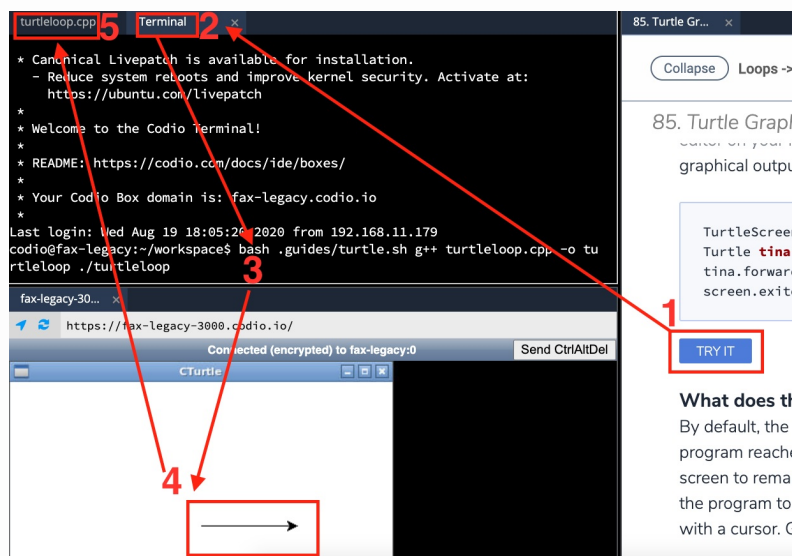 turtleloop.cpp 5 Terminal 2 ×
* Canonical Livepatch is available for installation.
- Reduce system reboots and improve kernel security. Activate at:
https://ubuntu.com/livepatch
*
* Welcome to the Codio Terminal!
*
* README: https://codio.com/docs/ide/boxes/
*
* Your Codio Box domain is: fax-legacy.codio.io
*
Last login: Wed Aug 19 18:05:20 2020 from 192.168.11.179
codio@fax-legacy:~/workspace$ bash .guides/turtle.sh g++ turtleloop.cpp -o tu
rtleloop ./turtleloop
3
fax-legacy-30... ×
https://fax-legacy-3000.codio.io/
Connected (encrypted) to fax-legacy:0 Send CtrlAltDel
CTurtle
4
85. Turtle Gr... ×
Collapse Loops ->
85. Turtle Graph
graphical outpu
TurtleScreen
Turtle tina
tina.forward
screen.exit
1
TRY IT
What does th
By default, the
program reache
screen to rema
the program to
with a cursor. G